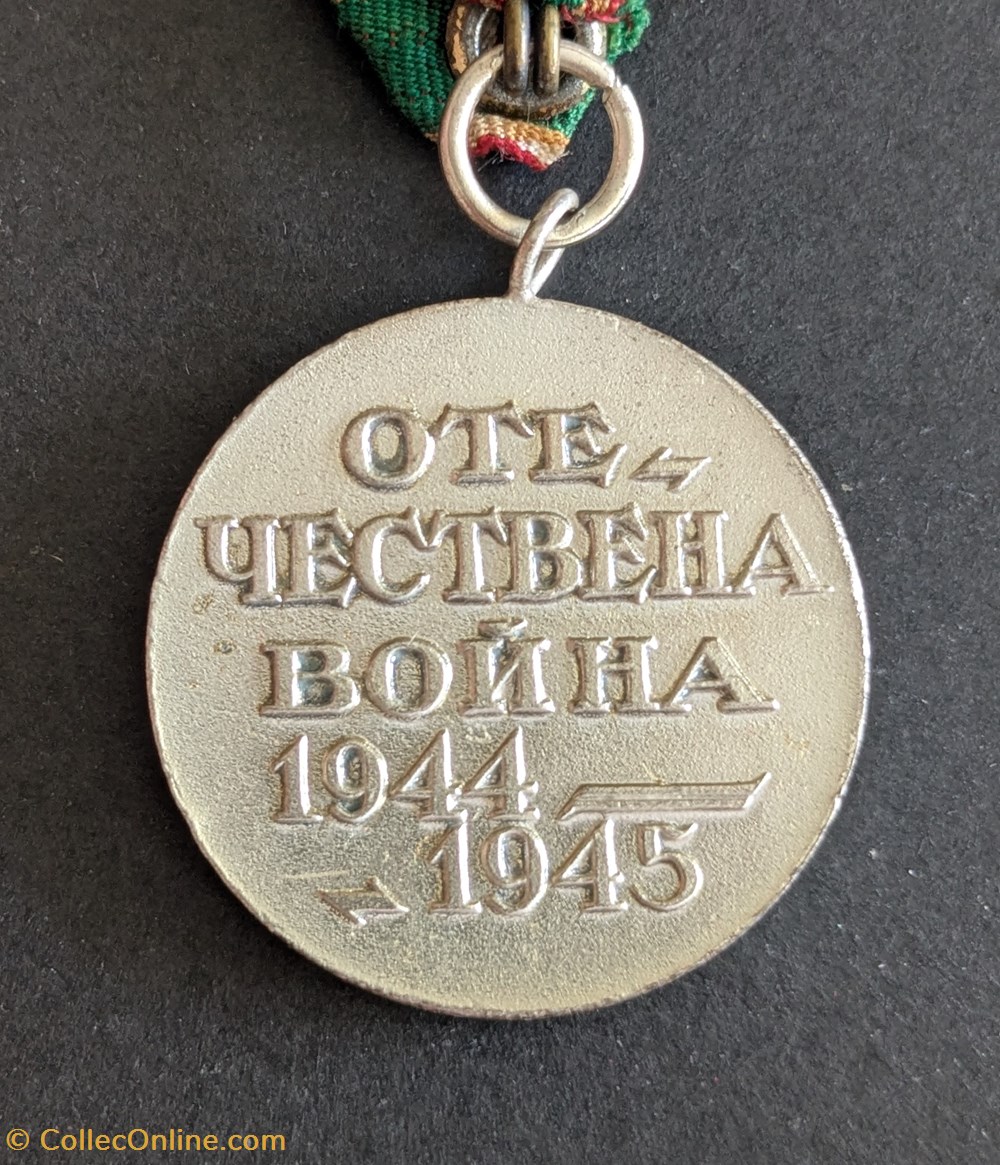 ОТЕ-
ЧЕСТВЕНА
ВОЙНА
1944 —
1945
© CollecOnline.com